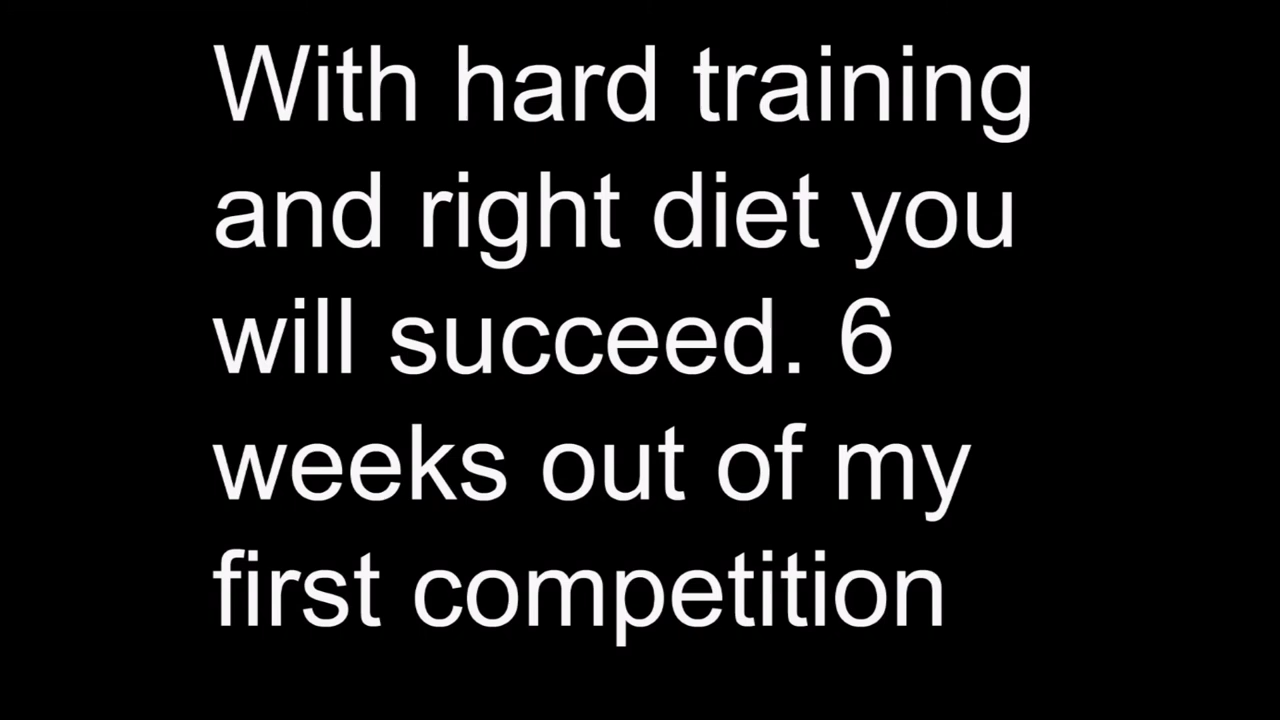 With hard training
and right diet you
will succeed. 6
weeks out of my
first competition